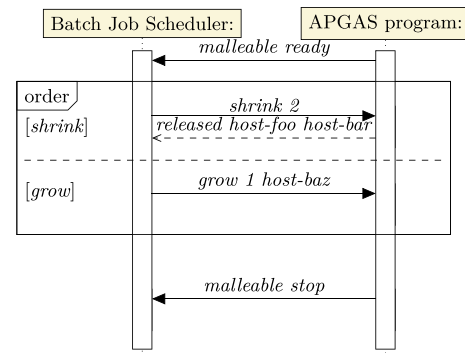 Batch Job Scheduler:
APGAS program:
malleable ready
order
shrink 2
[shrink]
released host-foo host-bar
[grow]
grow 1 host-baz
malleable stop